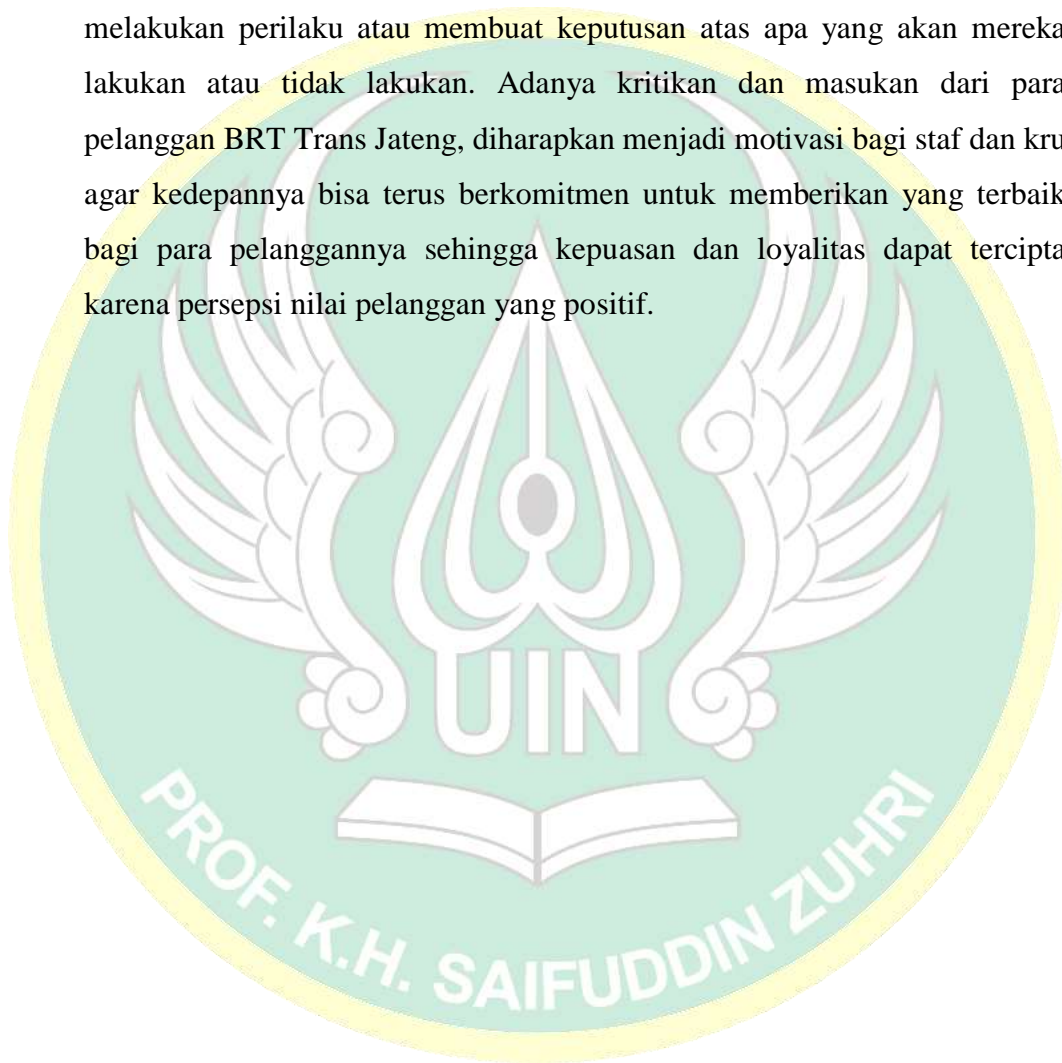 melakukan perilaku atau membuat keputusan atas apa yang akan mereka
lakukan atau tidak lakukan. Adanya kritikan dan masukan dari para
pelanggan BRT Trans Jateng, diharapkan menjadi motivasi bagi staf dan kru
agar kedepannya bisa terus berkomitmen untuk memberikan yang terbaik
bagi para pelanggannya sehingga kepuasan dan loyalitas dapat tercipta
karena persepsi nilai pelanggan yang positif.
UIN
PROF. K.H. SAIFUDDIN ZUHRI